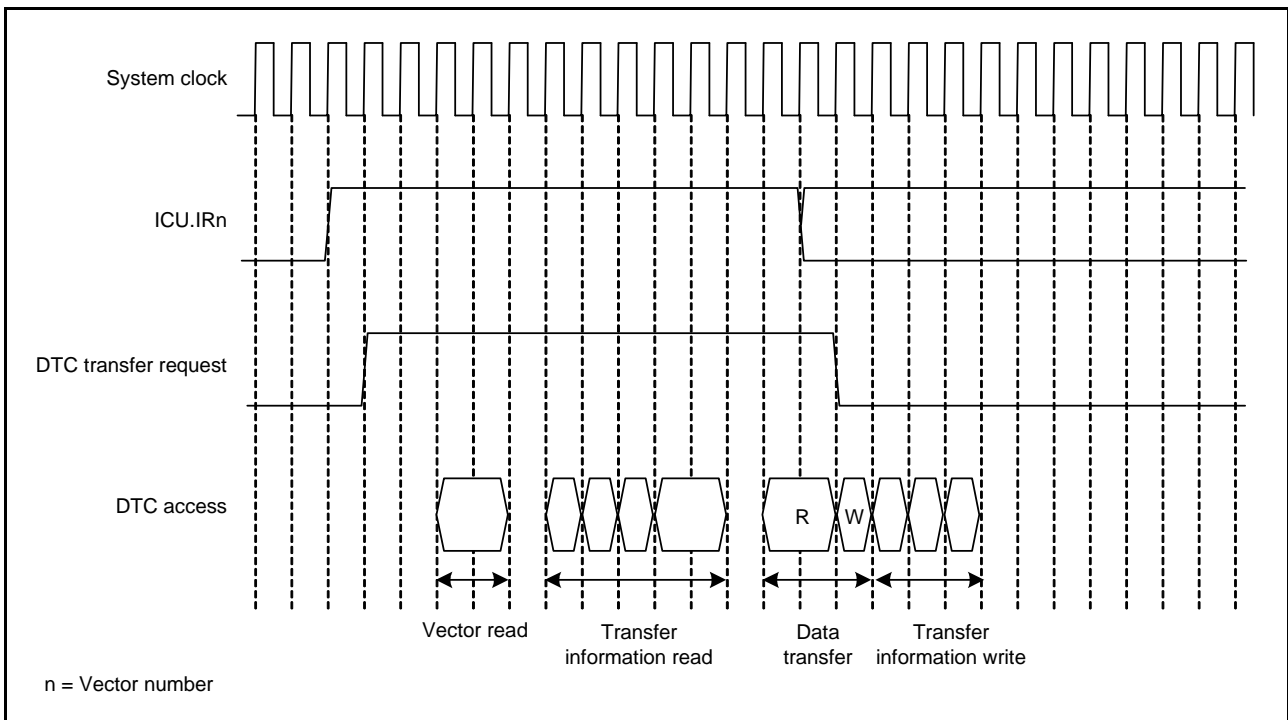 System clock
ICU.IRn
DTC transfer request
DTC access
R
W
Vector read
Transfer
information read
Data
transfer
Transfer
information write
n = Vector number